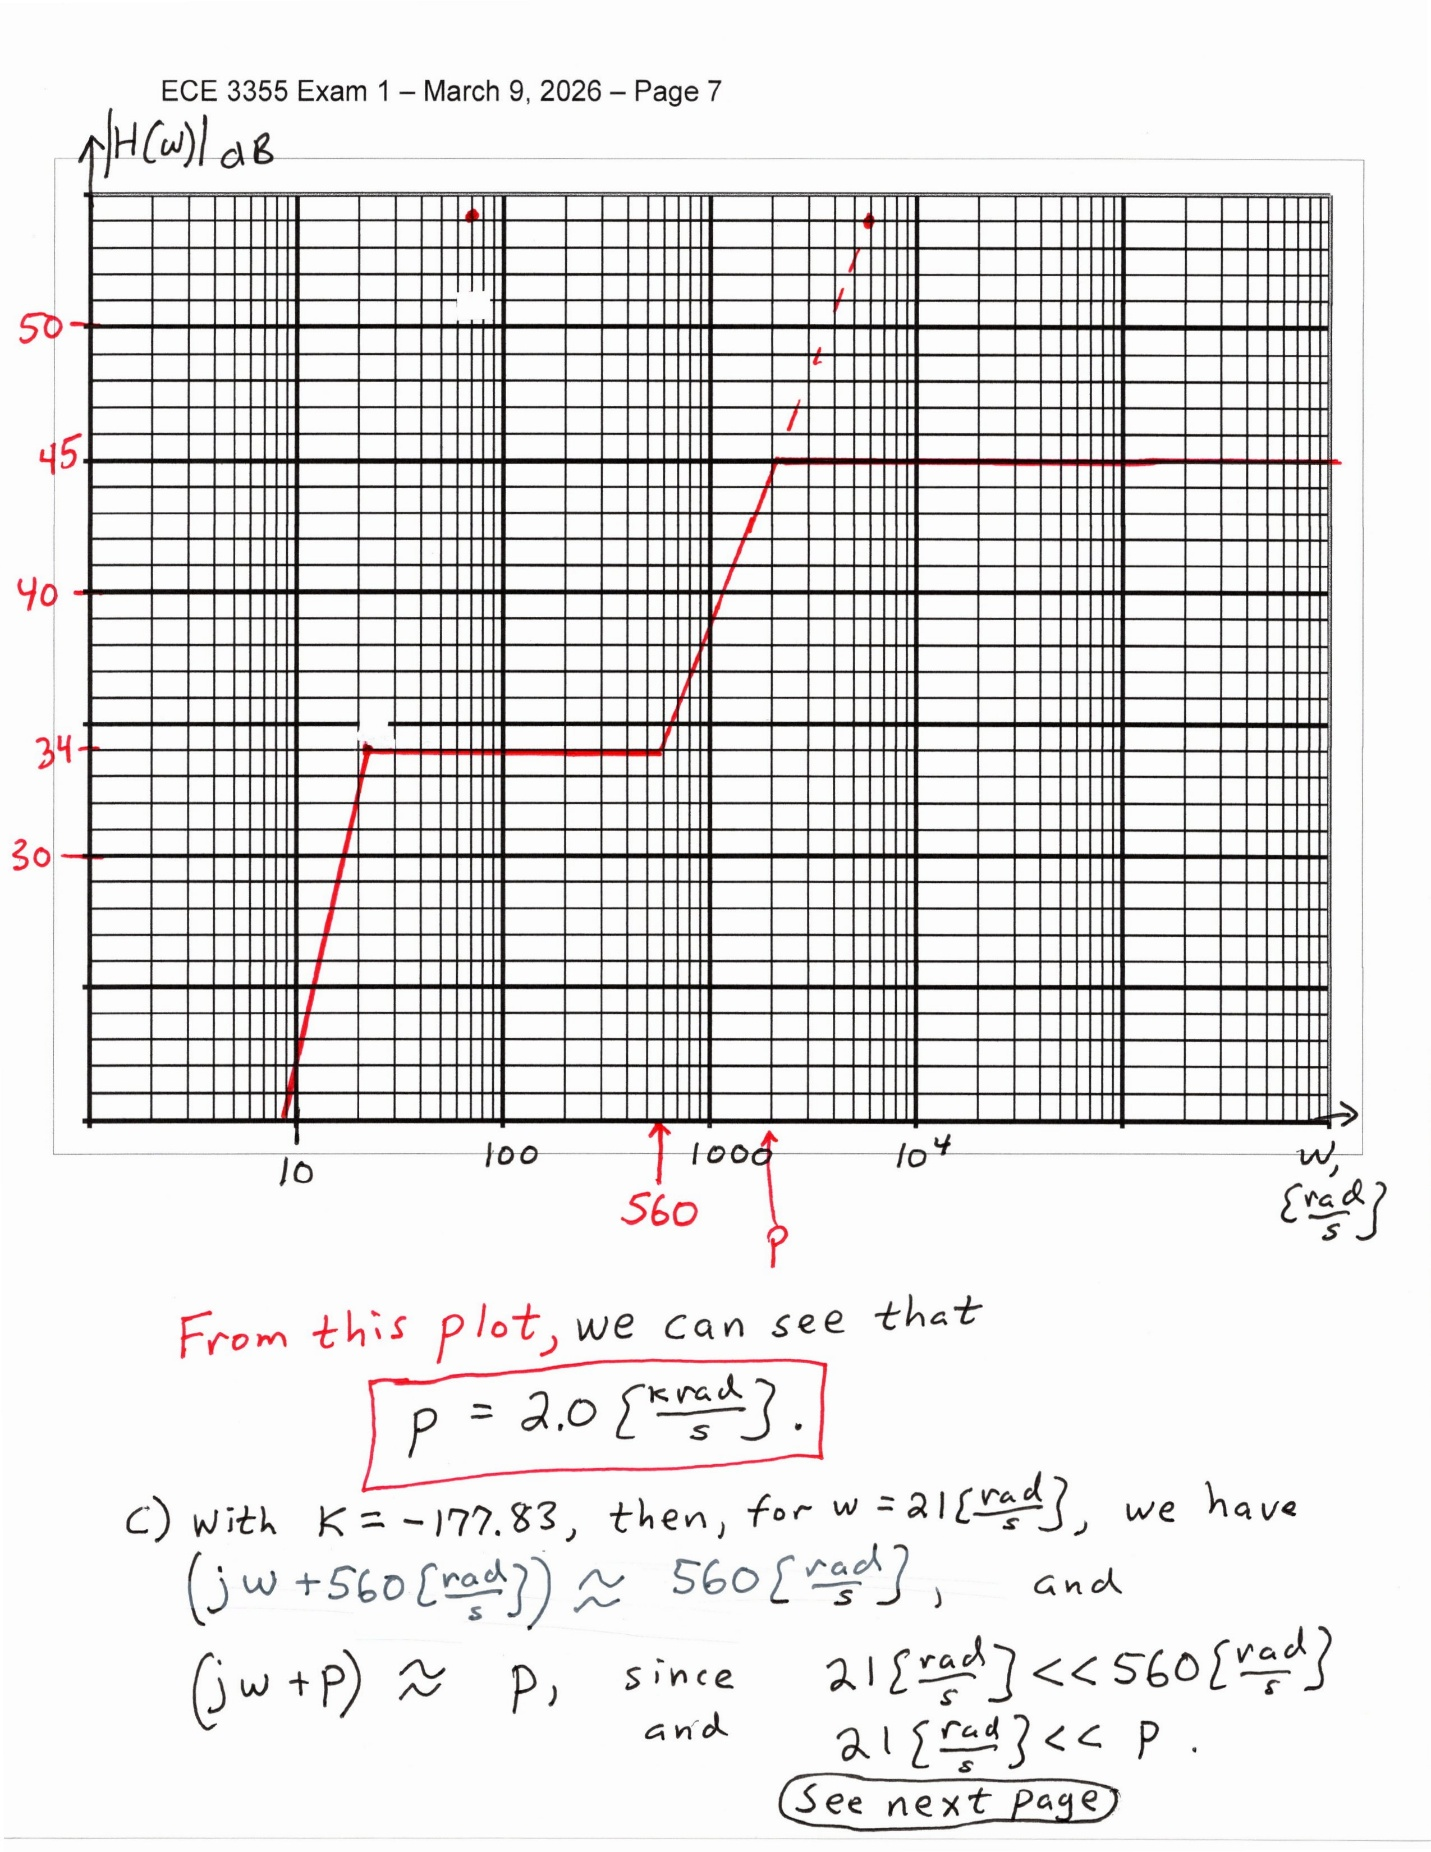 ECE 3355 Exam 1 – March 9, 2026 – Page 7
|H(ω)| dB
50
45
40
34
30
10
100
1000
10⁴
ω, {rad/s}
560
p
From this plot, we can see that
p = 2.0 {krad/s}.
c) With K = -177.83, then, for ω = 21{rad/s}, we have
(jω + 560{rad/s}) ≈ 560{rad/s}, and
(jω + p) ≈ p, since 21{rad/s} << 560{rad/s}
and 21{rad/s} << p.
See next page